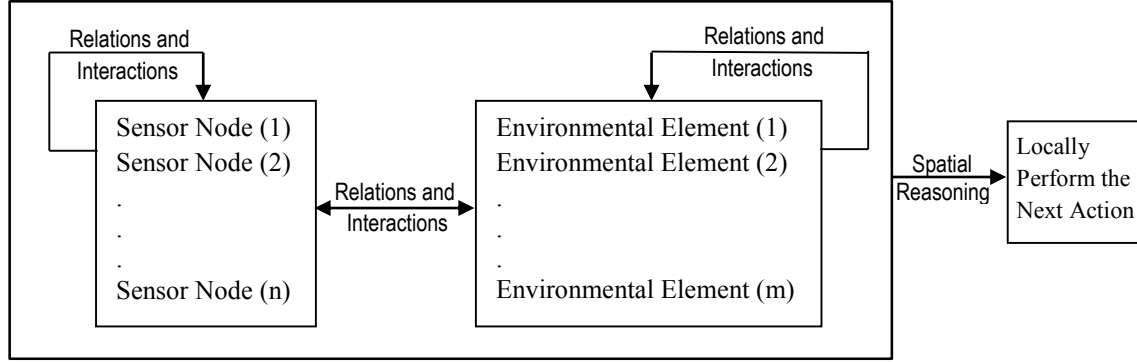 Relations and
Interactions
Sensor Node (1)
Sensor Node (2)
.
.
.
Sensor Node (n)
Relations and
Interactions
Relations and
Interactions
Environmental Element (1)
Environmental Element (2)
.
.
.
Environmental Element (m)
Spatial
Reasoning
Locally
Perform the
Next Action